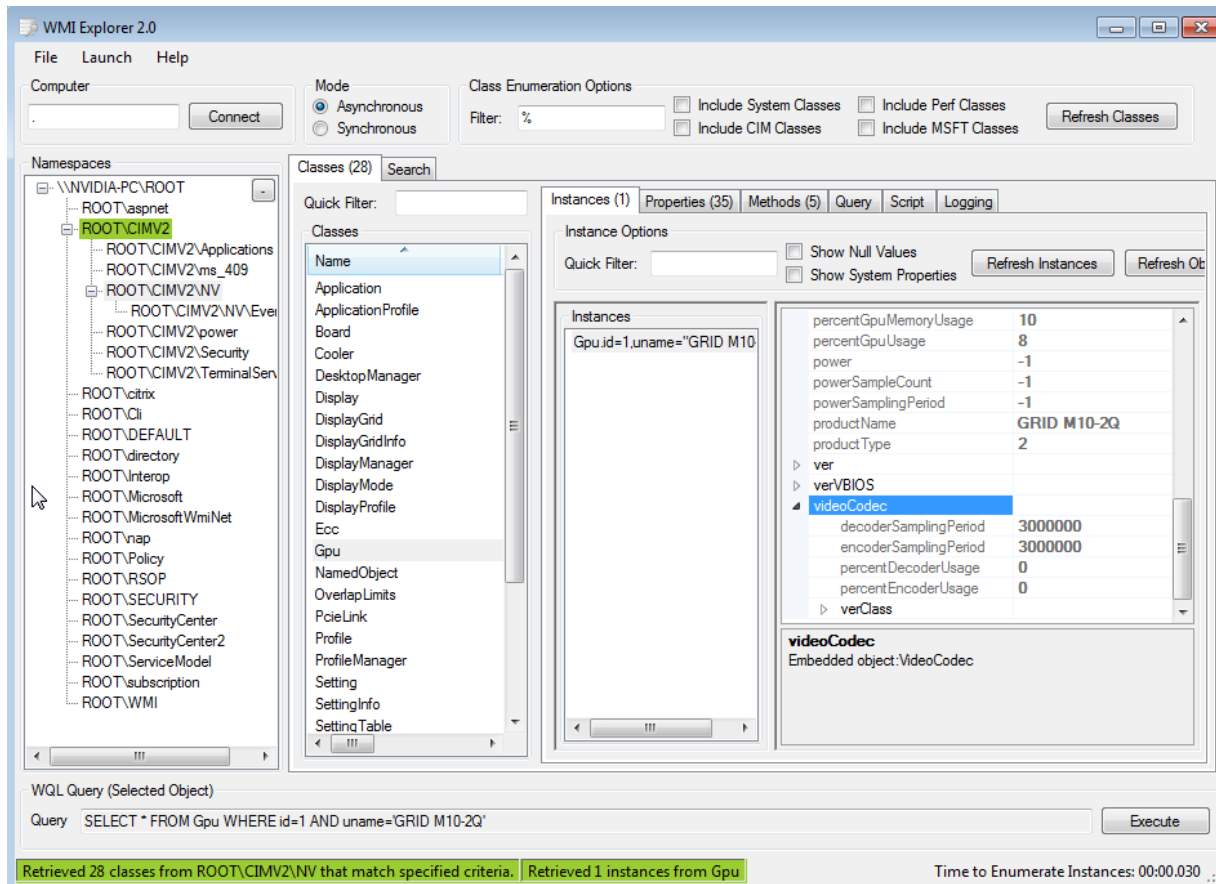 WMI Explorer 2.0
File Launch Help
Computer
.
Connect
Mode
Asynchronous
Synchronous
Class Enumeration Options
Filter: %
Include System Classes
Include Perf Classes
Include CIM Classes
Include MSFT Classes
Refresh Classes
Namespaces
\\NVIDIA-PC\ROOT
-
ROOT\aspnet
ROOT\CIMV2
ROOT\CIMV2\Applications
ROOT\CIMV2\ms_409
ROOT\CIMV2\NV
ROOT\CIMV2\NV\Ever
ROOT\CIMV2\power
ROOT\CIMV2\Security
ROOT\CIMV2\TerminalServ
ROOT\citrix
ROOT\Cli
ROOT\DEFAULT
ROOT\directory
ROOT\Interop
ROOT\Microsoft
ROOT\MicrosoftWmiNet
ROOT\nap
ROOT\Policy
ROOT\RSOP
ROOT\SECURITY
ROOT\SecurityCenter
ROOT\SecurityCenter2
ROOT\ServiceModel
ROOT\subscription
ROOT\WMI
Classes (28) Search
Quick Filter:
Classes
Name
Application
ApplicationProfile
Board
Cooler
DesktopManager
Display
DisplayGrid
DisplayGridInfo
DisplayManager
DisplayMode
DisplayProfile
Ecc
Gpu
NamedObject
OverlapLimits
PcieLink
Profile
ProfileManager
Setting
SettingInfo
SettingTable
Instances (1) Properties (35) Methods (5) Query Script Logging
Instance Options
Quick Filter:
Show Null Values
Show System Properties
Refresh Instances
Refresh Ob
Instances
Gpu.id=1,uname="GRID M10-
percentGpuMemoryUsage 10
percentGpuUsage 8
power -1
powerSampleCount -1
powerSamplingPeriod -1
productName GRID M10-2Q
productType 2
ver
verVBIOS
videoCodec
decoderSamplingPeriod 3000000
encoderSamplingPeriod 3000000
percentDecoderUsage 0
percentEncoderUsage 0
verClass
videoCodec
Embedded object:VideoCodec
WQL Query (Selected Object)
Query SELECT * FROM Gpu WHERE id=1 AND uname='GRID M10-2Q'
Execute
Retrieved 28 classes from ROOT\CIMV2\NV that match specified criteria. Retrieved 1 instances from Gpu Time to Enumerate Instances: 00:00.030